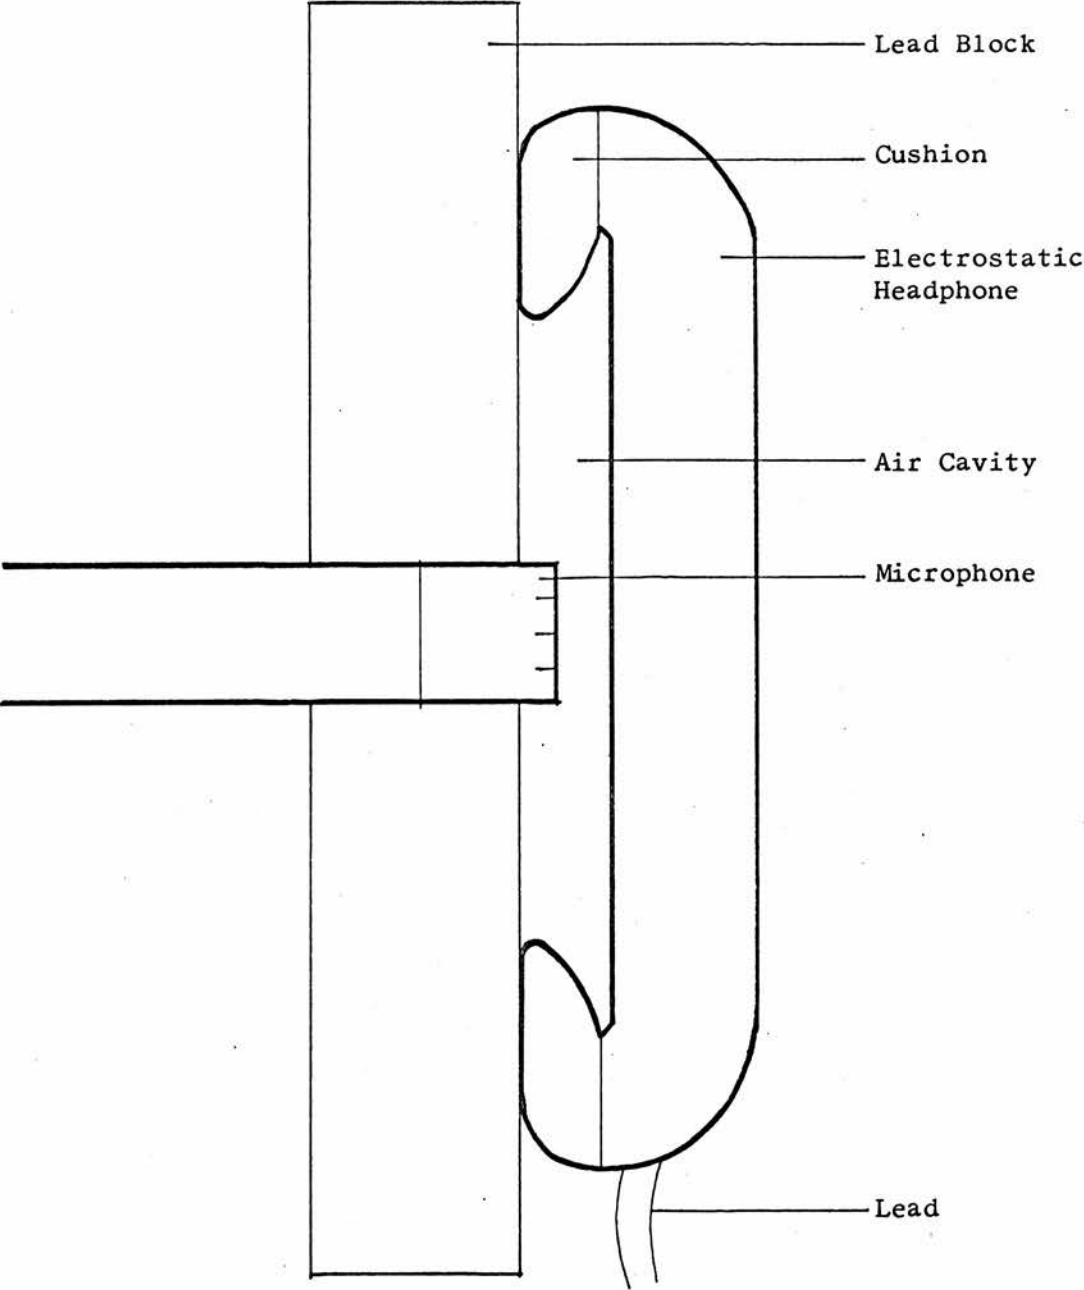 Lead Block
Cushion
Electrostatic
Headphone
Air Cavity
Microphone
Lead